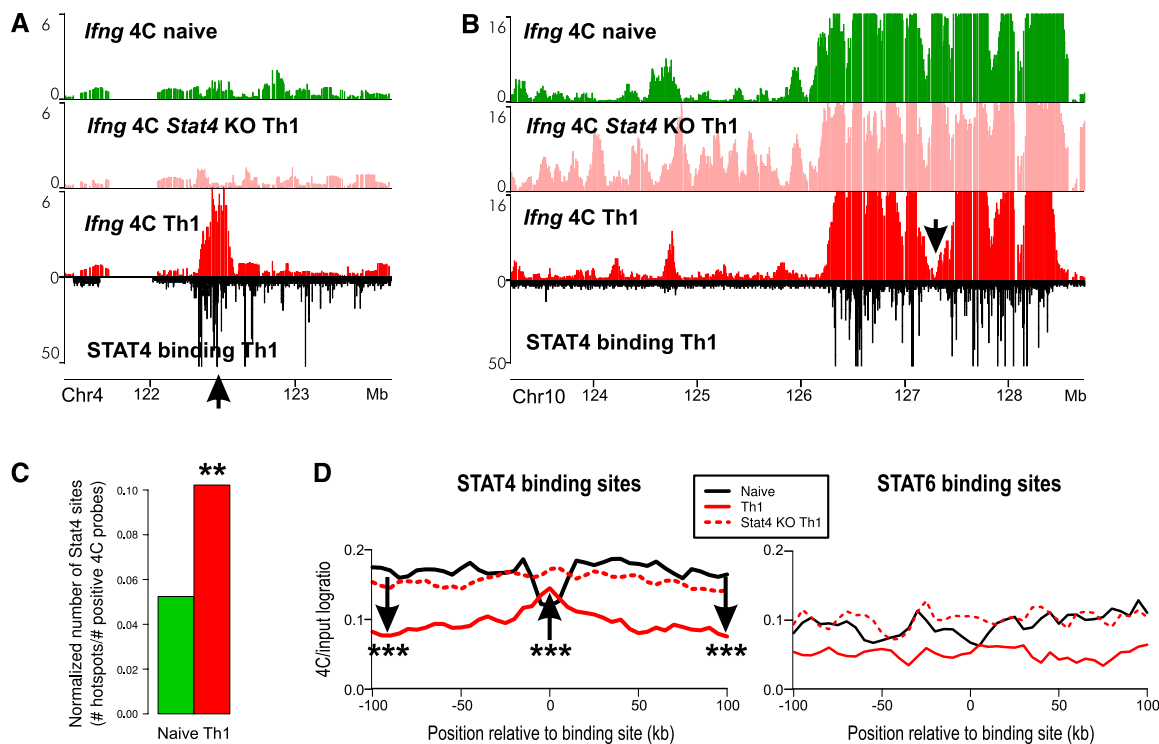 A
6
Ifng 4C naive
0
6
Ifng 4C Stat4 KO Th1
0
6
Ifng 4C Th1
0
STAT4 binding Th1
50
Chr4 122 123 Mb
B
16
Ifng 4C naive
0
16
Ifng 4C Stat4 KO Th1
0
16
Ifng 4C Th1
0
STAT4 binding Th1
50
Chr10 124 125 126 127 128 Mb
C
**
Normalized number of Stat4 sites
(# hotspots/# positive 4C probes)
0.10
0.08
0.06
0.04
0.02
0.00
Naive Th1
D
STAT4 binding sites
Naive
Th1
Stat4 KO Th1
STAT6 binding sites
4C/input logratio
0.2
0.1
0.0
*** *** ***
-100 -50 0 50 100
Position relative to binding site (kb)
0.2
0.1
0.0
-100 -50 0 50 100
Position relative to binding site (kb)